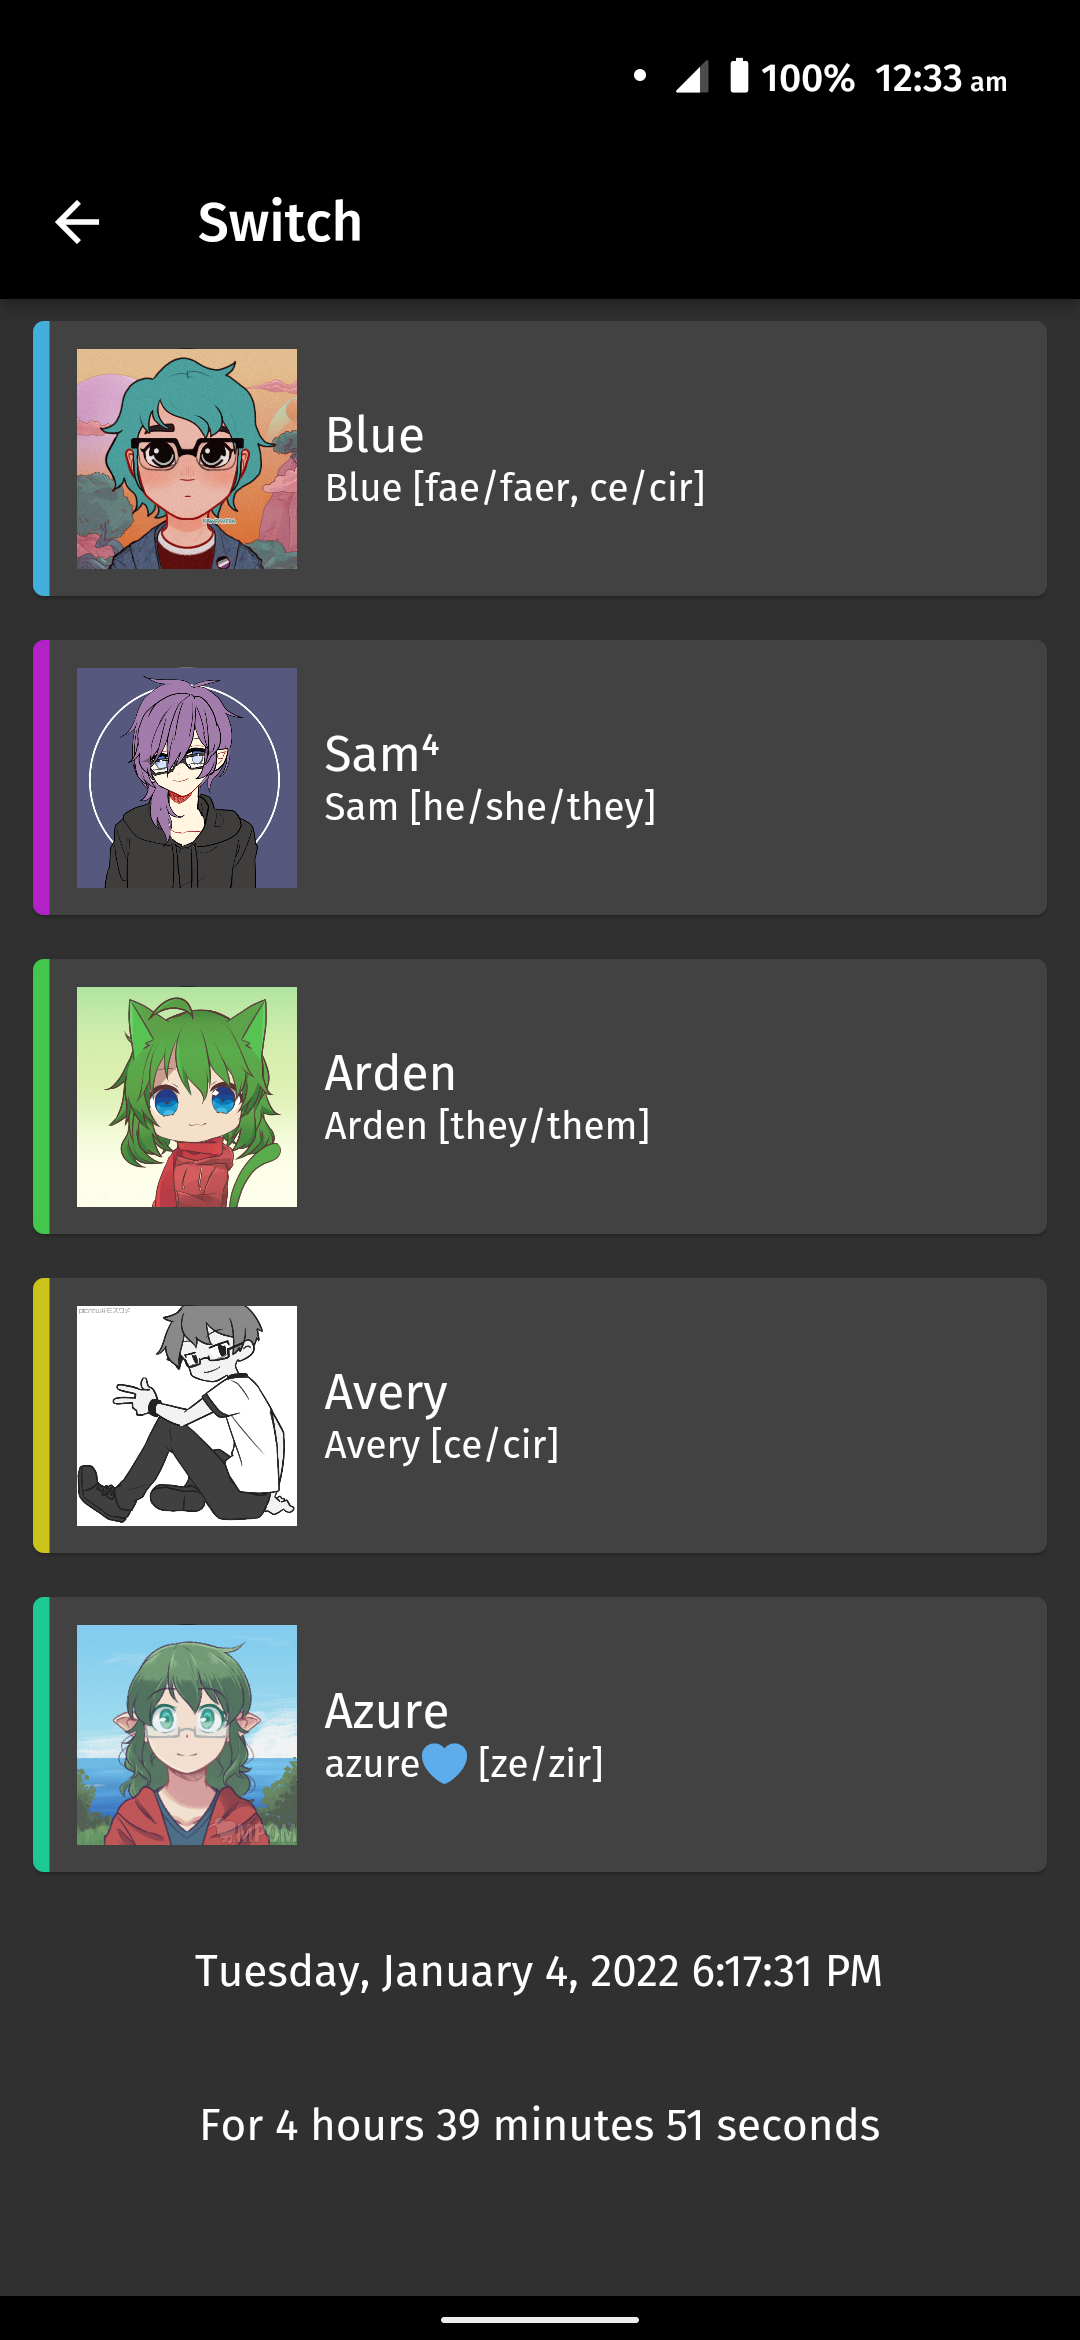 100% 12:33 am
Switch
Blue
Blue [fae/faer, ce/cir]
Sam⁴
Sam [he/she/they]
Arden
Arden [they/them]
Avery
Avery [ce/cir]
Azure
azure💙 [ze/zir]
Tuesday, January 4, 2022 6:17:31 PM
For 4 hours 39 minutes 51 seconds